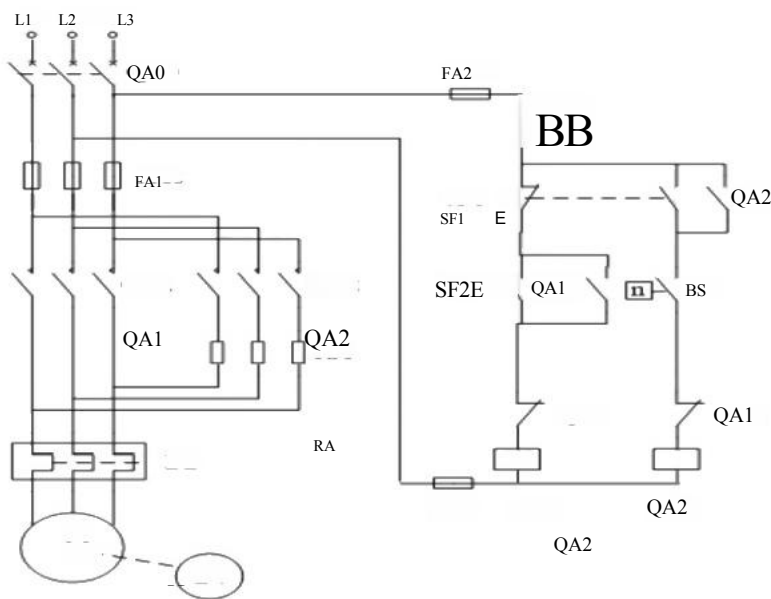 L1 L2 L3
QA0
FA2
BB
FA1
SF1 E
QA2
SF2E QA1
n BS
QA1 QA2
QA1
RA
QA2
QA2